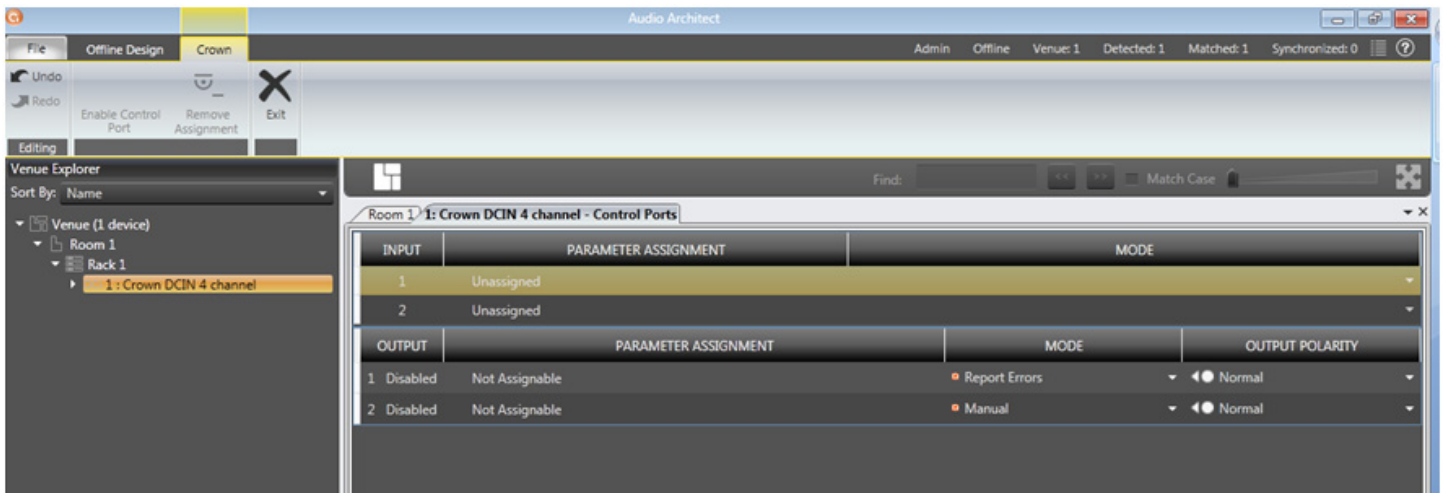 Audio Architect
File Offline Design Crown Admin Offline Venue: 1 Detected: 1 Matched: 1 Synchronized: 0 ?
Undo
Redo
Enable Control Port
Remove Assignment
Exit
Editing
Venue Explorer
Find: << >> Match Case
Sort By: Name
Room 1 1: Crown DCIN 4 channel - Control Ports
Venue (1 device)
Room 1
Rack 1
1 : Crown DCIN 4 channel
INPUT PARAMETER ASSIGNMENT MODE
1 Unassigned
2 Unassigned
OUTPUT PARAMETER ASSIGNMENT MODE OUTPUT POLARITY
1 Disabled Not Assignable Report Errors Normal
2 Disabled Not Assignable Manual Normal